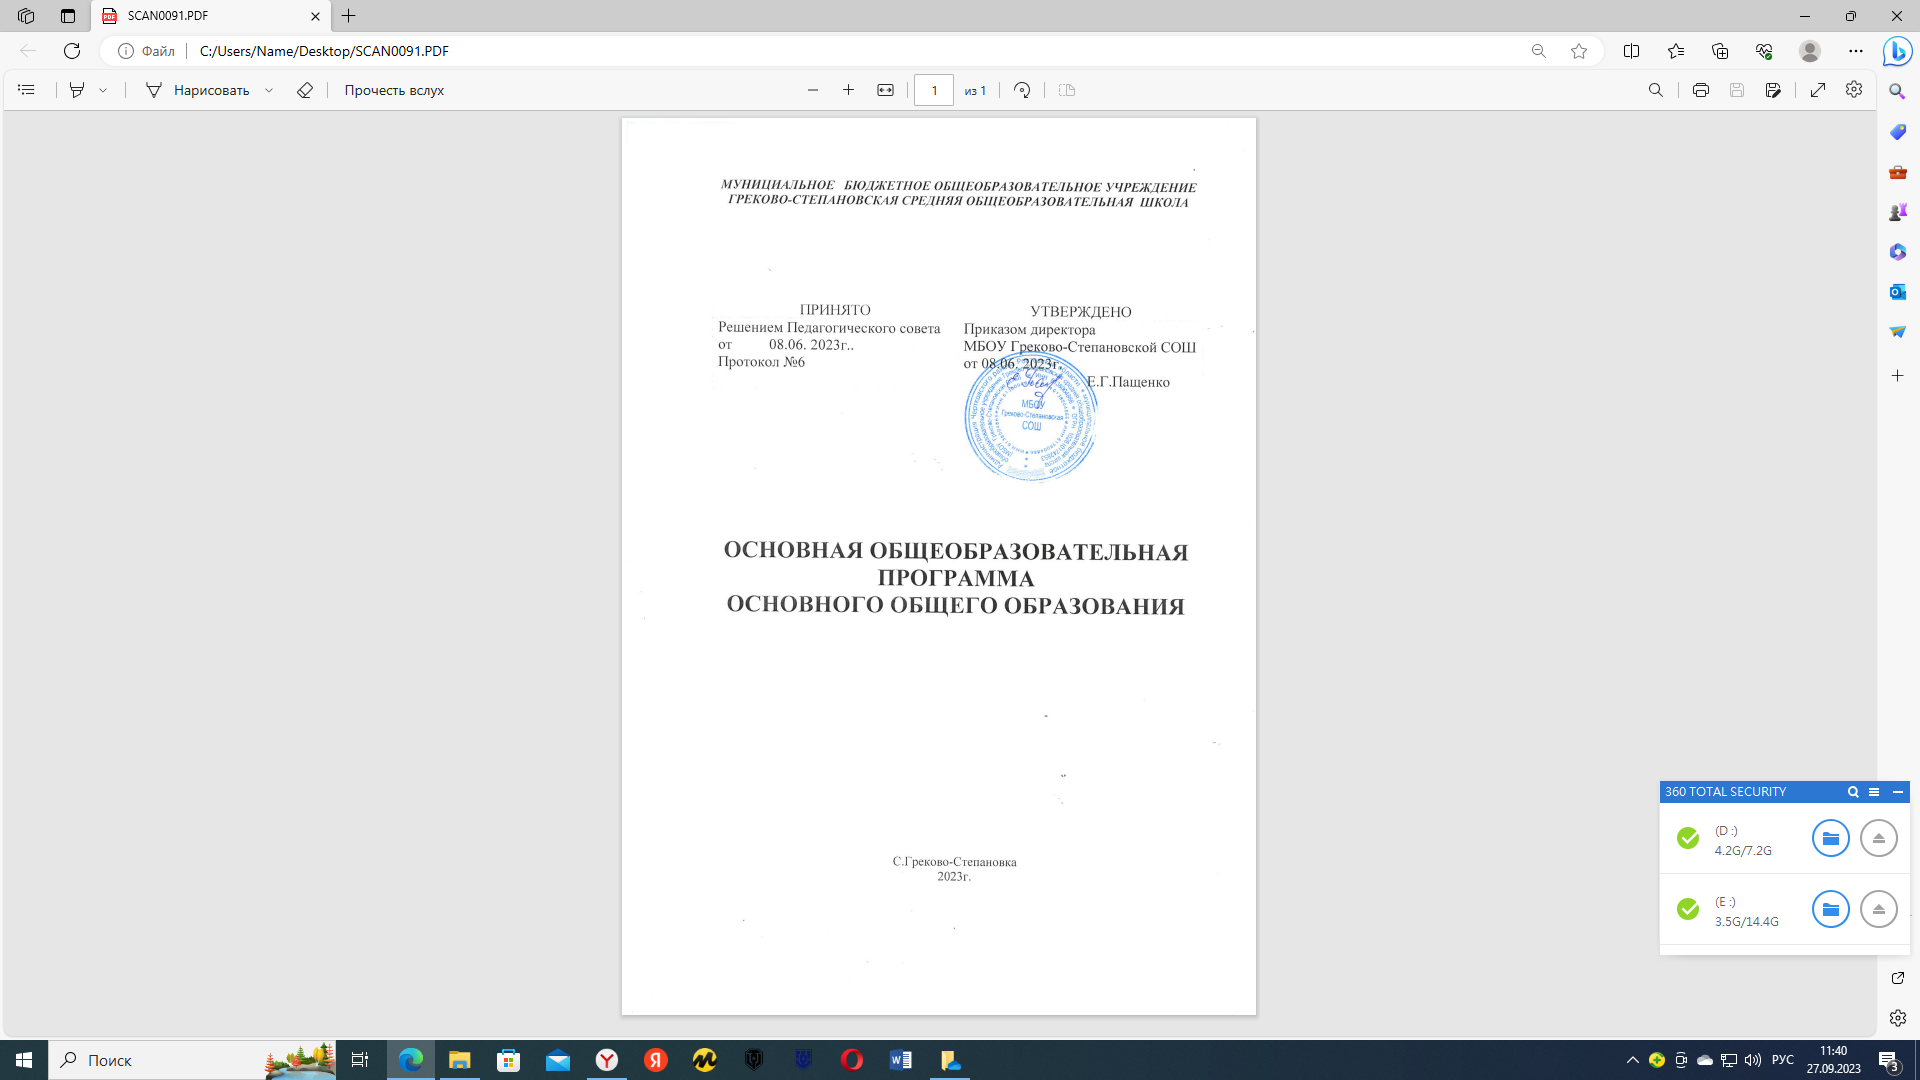 SCAN0091.PDF
Файл
C:/Users/Name/Desktop/SCAN0091.PDF
Нарисовать
Прочесть вслух
1
из 1
МУНИЦИПАЛЬНОЕ БЮДЖЕТНОЕ ОБЩЕОБРАЗОВАТЕЛЬНОЕ УЧРЕЖДЕНИЕ
ГРЕКОВО-СТЕПАНОВСКАЯ СРЕДНЯЯ ОБЩЕОБРАЗОВАТЕЛЬНАЯ ШКОЛА
ПРИНЯТО
Решением Педагогического совета
от 08.06. 2023г..
Протокол №6
УТВЕРЖДЕНО
Приказом директора
МБОУ Греково-Степановской СОШ
от 08.06. 2023г.
Е.Г.Пащенко
МБОУ
Греково-Степановская
СОШ
ОСНОВНАЯ ОБЩЕОБРАЗОВАТЕЛЬНАЯ
ПРОГРАММА
ОСНОВНОГО ОБЩЕГО ОБРАЗОВАНИЯ
С.Греково-Степановка
2023г.
360 TOTAL SECURITY
(D :)
4.2G/7.2G
(E :)
3.5G/14.4G
Поиск
РУС
11:40
27.09.2023
3